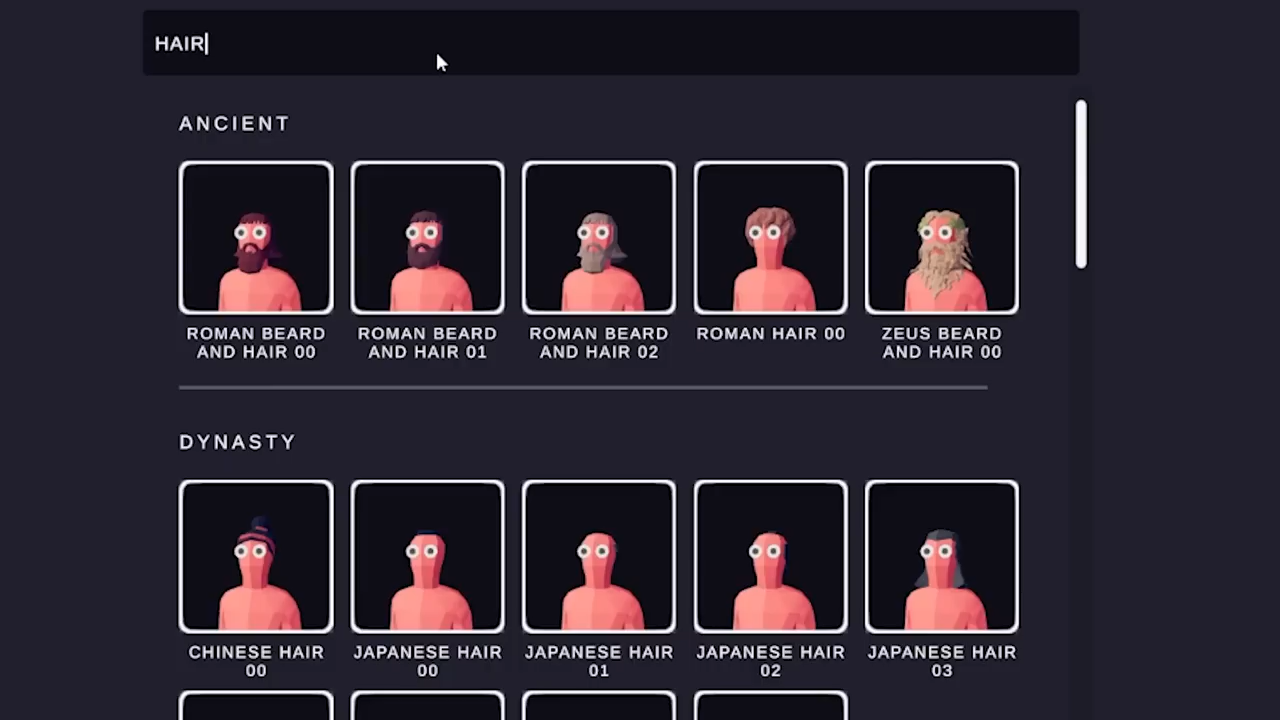 HAIR
ANCIENT
ROMAN BEARD
AND HAIR 00
ROMAN BEARD
AND HAIR 01
ROMAN BEARD
AND HAIR 02
ROMAN HAIR 00
ZEUS BEARD
AND HAIR 00
DYNASTY
CHINESE HAIR
00
JAPANESE HAIR
00
JAPANESE HAIR
01
JAPANESE HAIR
02
JAPANESE HAIR
03